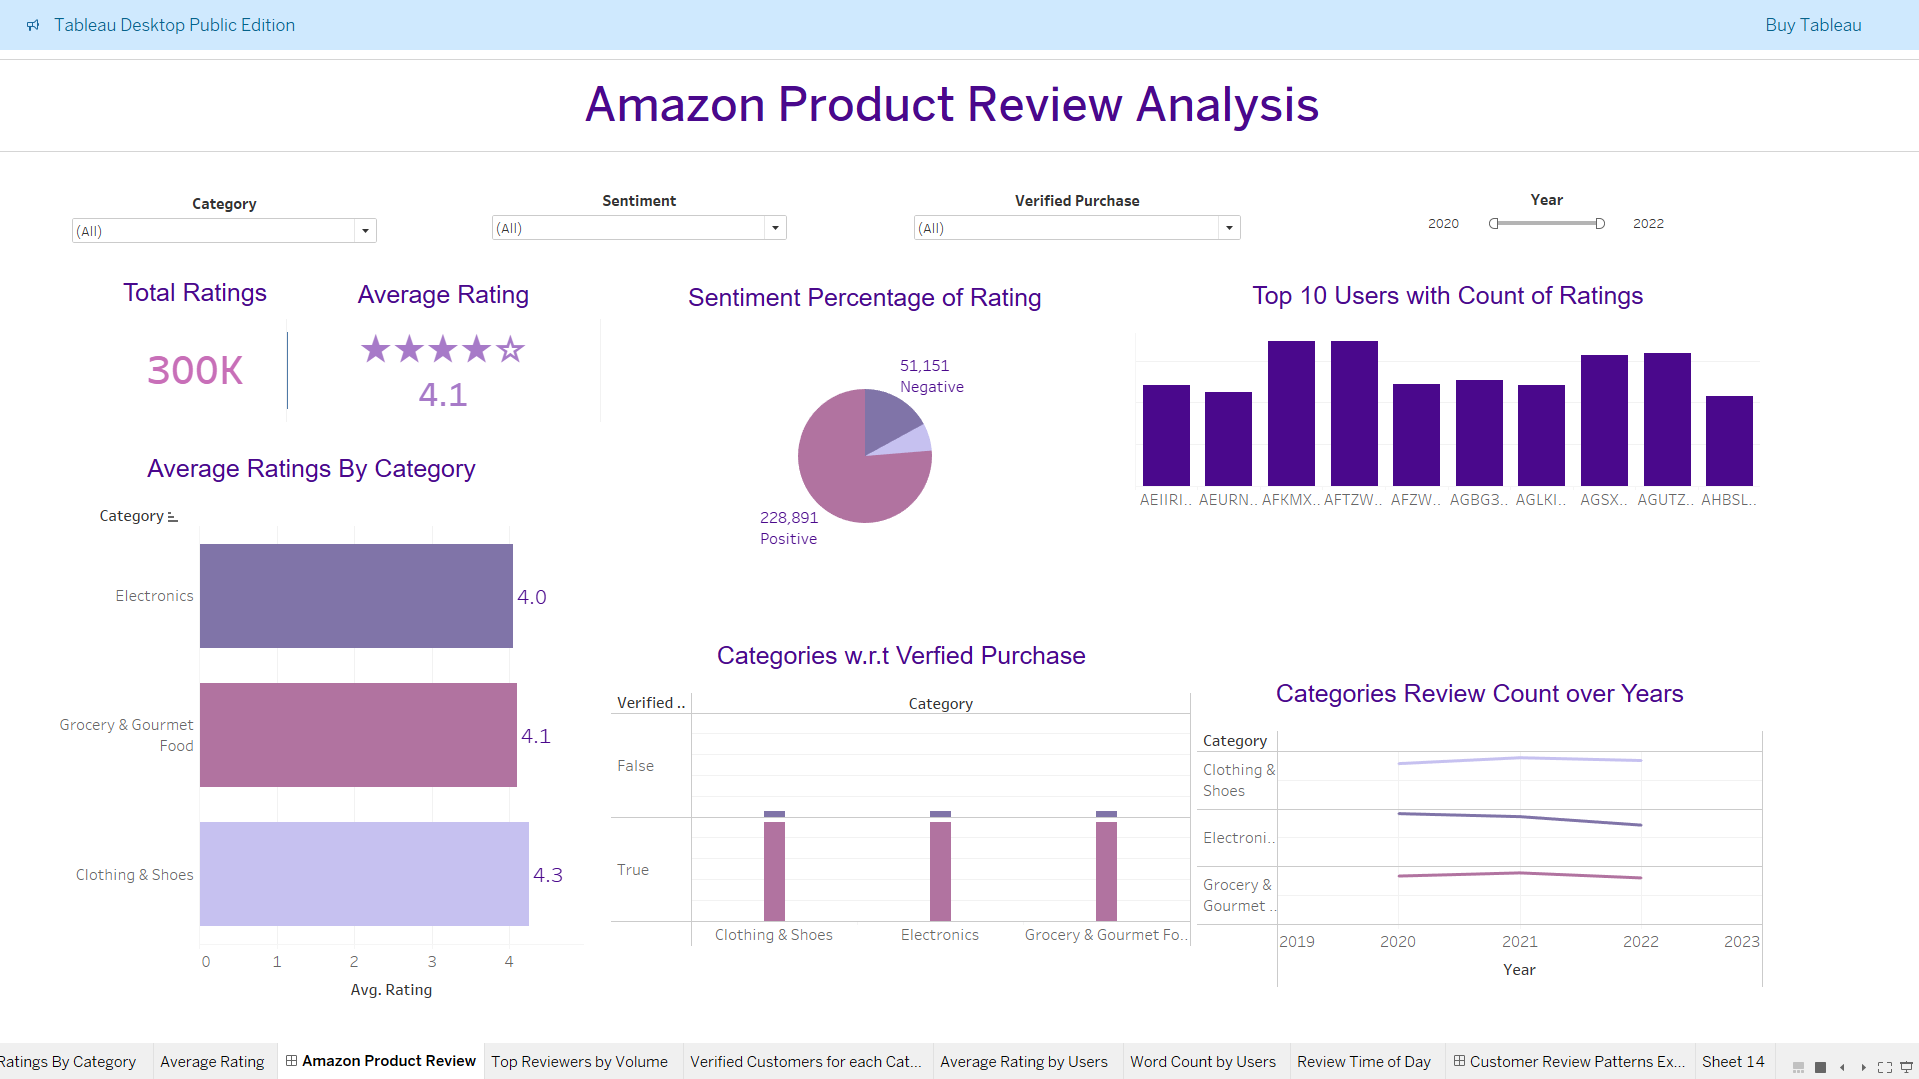 Tableau Desktop Public Edition
Buy Tableau
Amazon Product Review Analysis
Category
(All)
Sentiment
(All)
Verified Purchase
(All)
Year
2020
2022
Total Ratings
300K
Average Rating
★★★★☆
4.1
Sentiment Percentage of Rating
51,151
Negative
228,891
Positive
Top 10 Users with Count of Ratings
AEIIRI.. AEURN.. AFKMX.. AFTZW.. AFZW.. AGBG3.. AGLKI.. AGSX.. AGUTZ.. AHBSL..
Average Ratings By Category
Category
Electronics
4.0
Grocery & Gourmet
Food
4.1
Clothing & Shoes
4.3
0 1 2 3 4
Avg. Rating
Categories w.r.t Verfied Purchase
Verified ..
Category
False
True
Clothing & Shoes Electronics Grocery & Gourmet Fo..
Categories Review Count over Years
Category
Clothing &
Shoes
Electroni..
Grocery &
Gourmet ..
2019 2020 2021 2022 2023
Year
Ratings By Category Average Rating Amazon Product Review Top Reviewers by Volume Verified Customers for each Cat... Average Rating by Users Word Count by Users Review Time of Day Customer Review Patterns Ex... Sheet 14